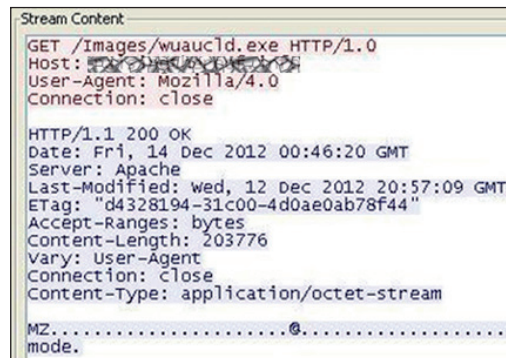 Stream Content
GET /Images/wuaucld.exe HTTP/1.0
Host:
User-Agent: Mozilla/4.0
Connection: close
HTTP/1.1 200 OK
Date: Fri, 14 Dec 2012 00:46:20 GMT
Server: Apache
Last-Modified: Wed, 12 Dec 2012 20:57:09 GMT
ETag: "d4328194-31c00-4d0ae0ab78f44"
Accept-Ranges: bytes
Content-Length: 203776
Vary: User-Agent
Connection: close
Content-Type: application/octet-stream
MZ......................@....................
mode.